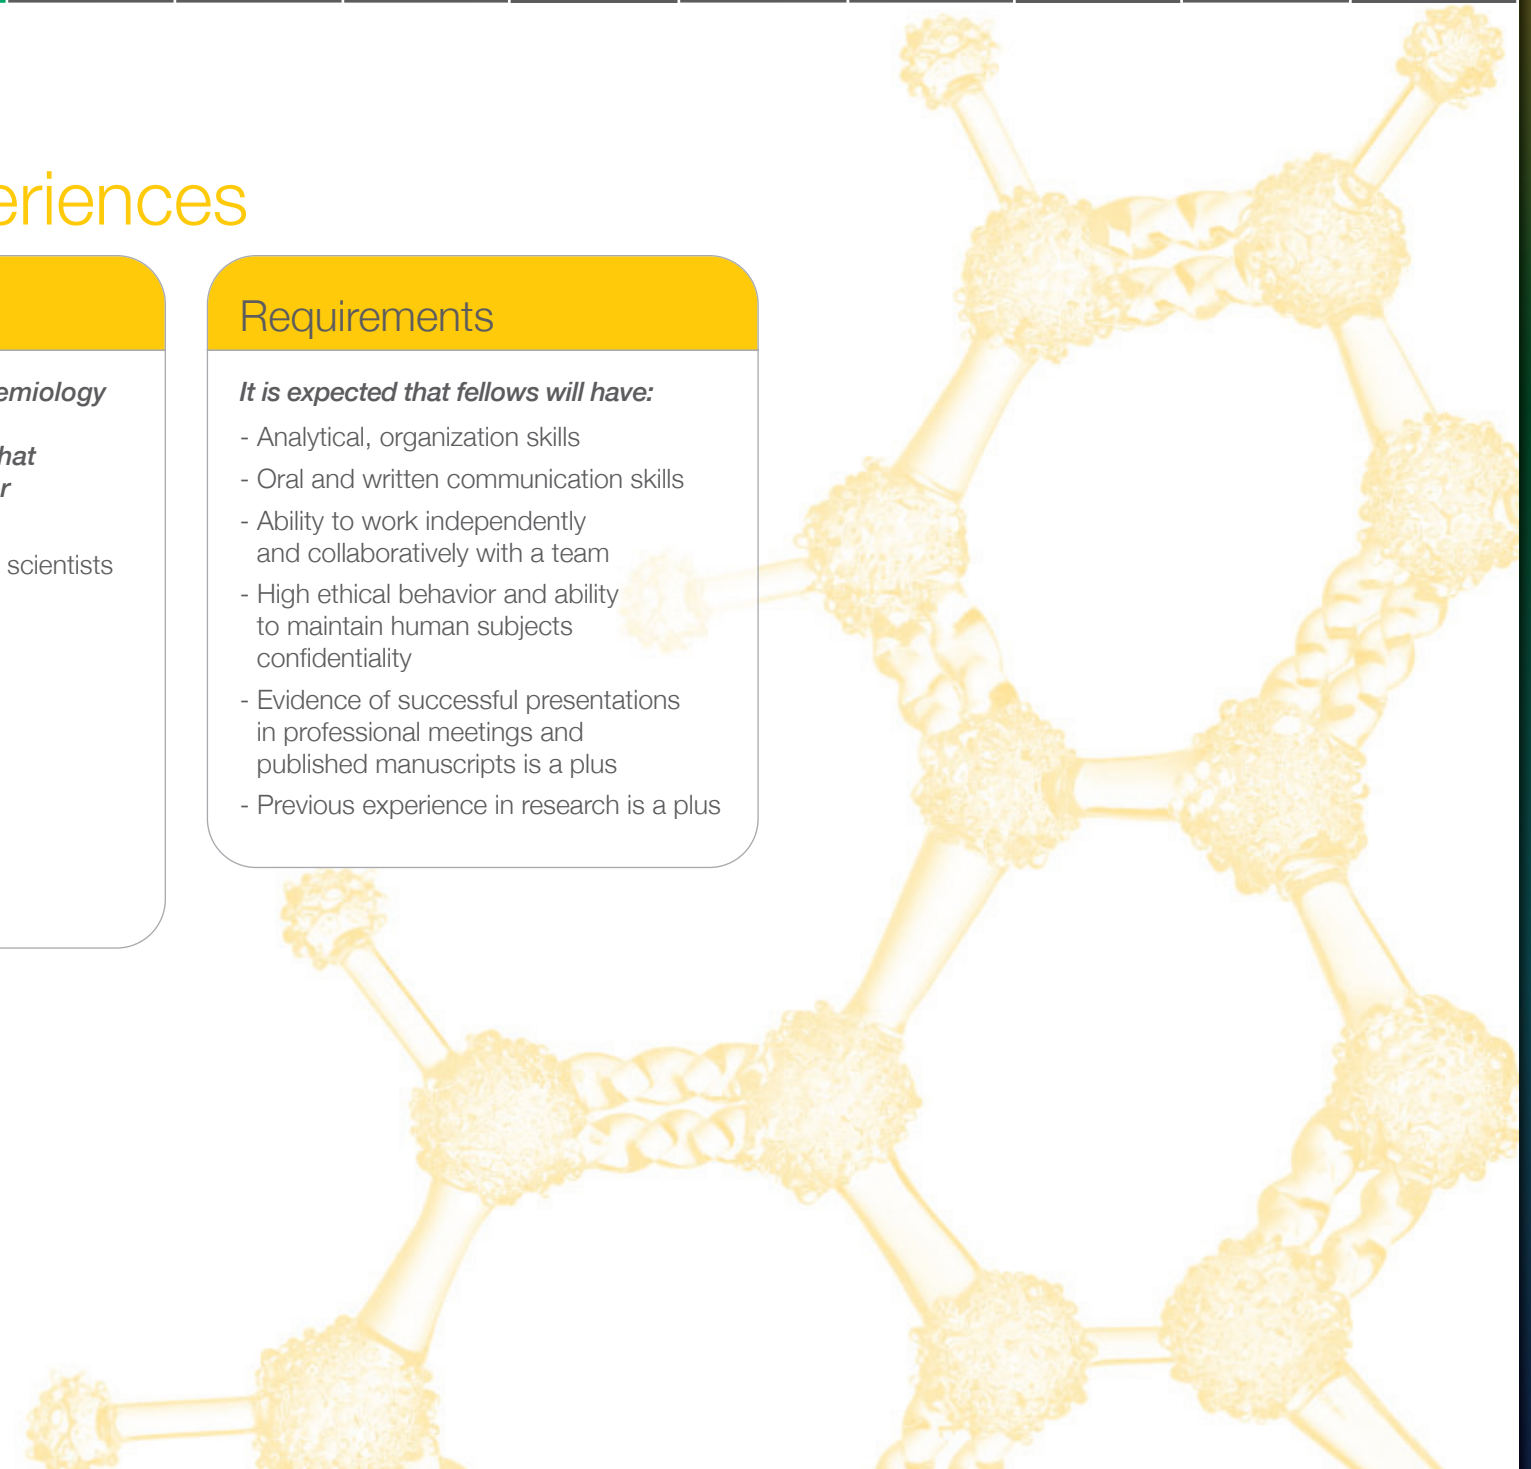 eriences
emiology
hat
r
scientists
Requirements
It is expected that fellows will have:
- Analytical, organization skills
- Oral and written communication skills
- Ability to work independently
and collaboratively with a team
- High ethical behavior and ability
to maintain human subjects
confidentiality
- Evidence of successful presentations
in professional meetings and
published manuscripts is a plus
- Previous experience in research is a plus